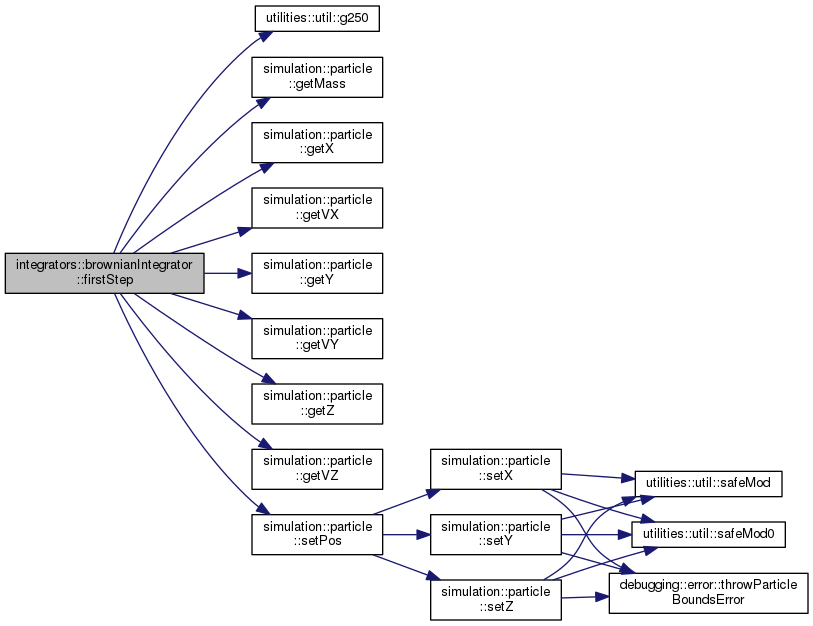 utilities::util::g250
simulation::particle
::getMass
simulation::particle
::getX
simulation::particle
::getVX
integrators::brownianIntegrator
::firstStep
simulation::particle
::getY
simulation::particle
::getVY
simulation::particle
::getZ
simulation::particle
::getVZ
simulation::particle
::setPos
simulation::particle
::setX
simulation::particle
::setY
simulation::particle
::setZ
utilities::util::safeMod
utilities::util::safeMod0
debugging::error::throwParticle
BoundsError